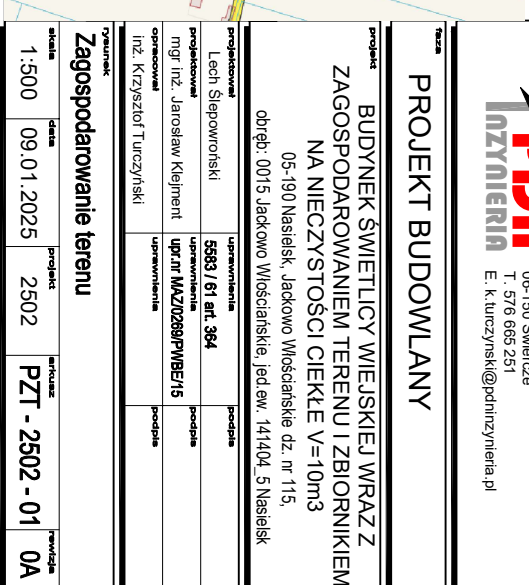 INŻYNIERIA
T. 576 665 251
E. k.turczynski@pdninzynieria.pl
faza
PROJEKT BUDOWLANY
projekt
BUDYNEK ŚWIETLICY WIEJSKIEJ WRAZ Z
ZAGOSPODAROWANIEM TERENU I ZBIORNIKIEM
NA NIECZYSTOŚCI CIEKŁE V=10m3
05-190 Nasielsk, Jackowo Włościańskie dz. nr 115,
obręb: 0015 Jackowo Włościańskie, jed.ew. 141404_5 Nasielsk
projektował uprawnienia podpis
Lech Ślepowroński 5583 / 61 art. 364
projektował uprawnienia podpis
mgr inż. Jarosław Klejment upr.nr MAZ/0269/PWBE/15
opracował uprawnienia podpis
inż. Krzysztof Turczyński
rysunek
Zagospodarowanie terenu
skala data projekt arkusz rewizja
1:500 09.01.2025 2502 PZT - 2502 - 01 0A